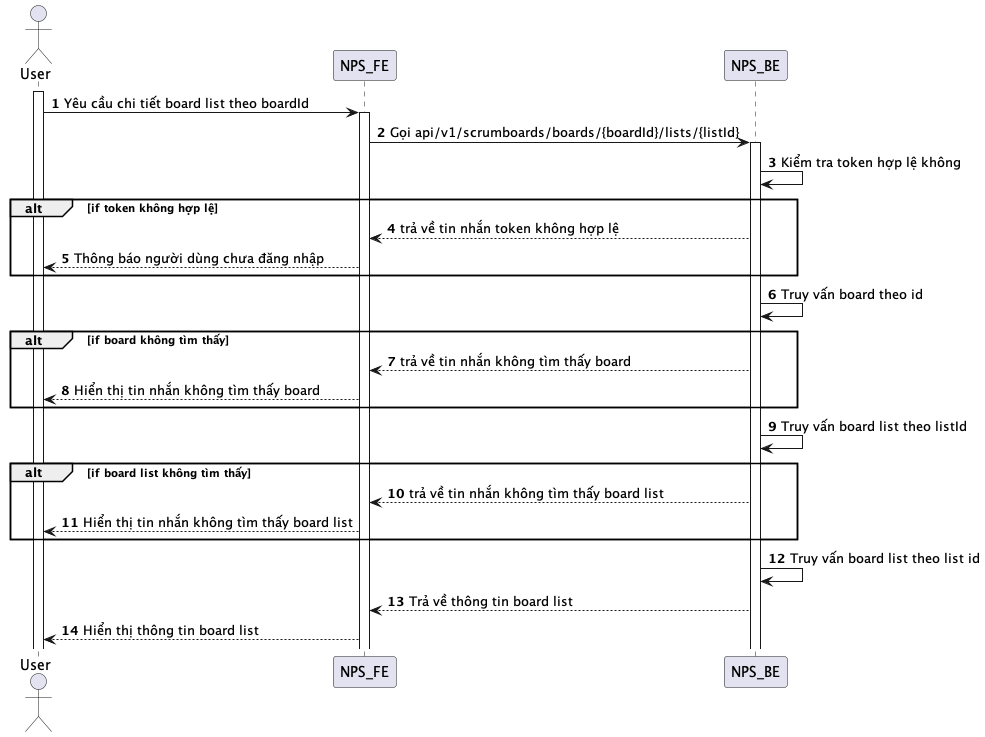 User
NPS_FE
NPS_BE
1 Yêu cầu chi tiết board list theo boardId
2 Gọi api/v1/scrumboards/boards/{boardId}/lists/{listId}
3 Kiểm tra token hợp lệ không
alt [if token không hợp lệ]
4 trả về tin nhắn token không hợp lệ
5 Thông báo người dùng chưa đăng nhập
6 Truy vấn board theo id
alt [if board không tìm thấy]
7 trả về tin nhắn không tìm thấy board
8 Hiển thị tin nhắn không tìm thấy board
9 Truy vấn board list theo listId
alt [if board list không tìm thấy]
10 trả về tin nhắn không tìm thấy board list
11 Hiển thị tin nhắn không tìm thấy board list
12 Truy vấn board list theo list id
13 Trả về thông tin board list
14 Hiển thị thông tin board list
User
NPS_FE
NPS_BE